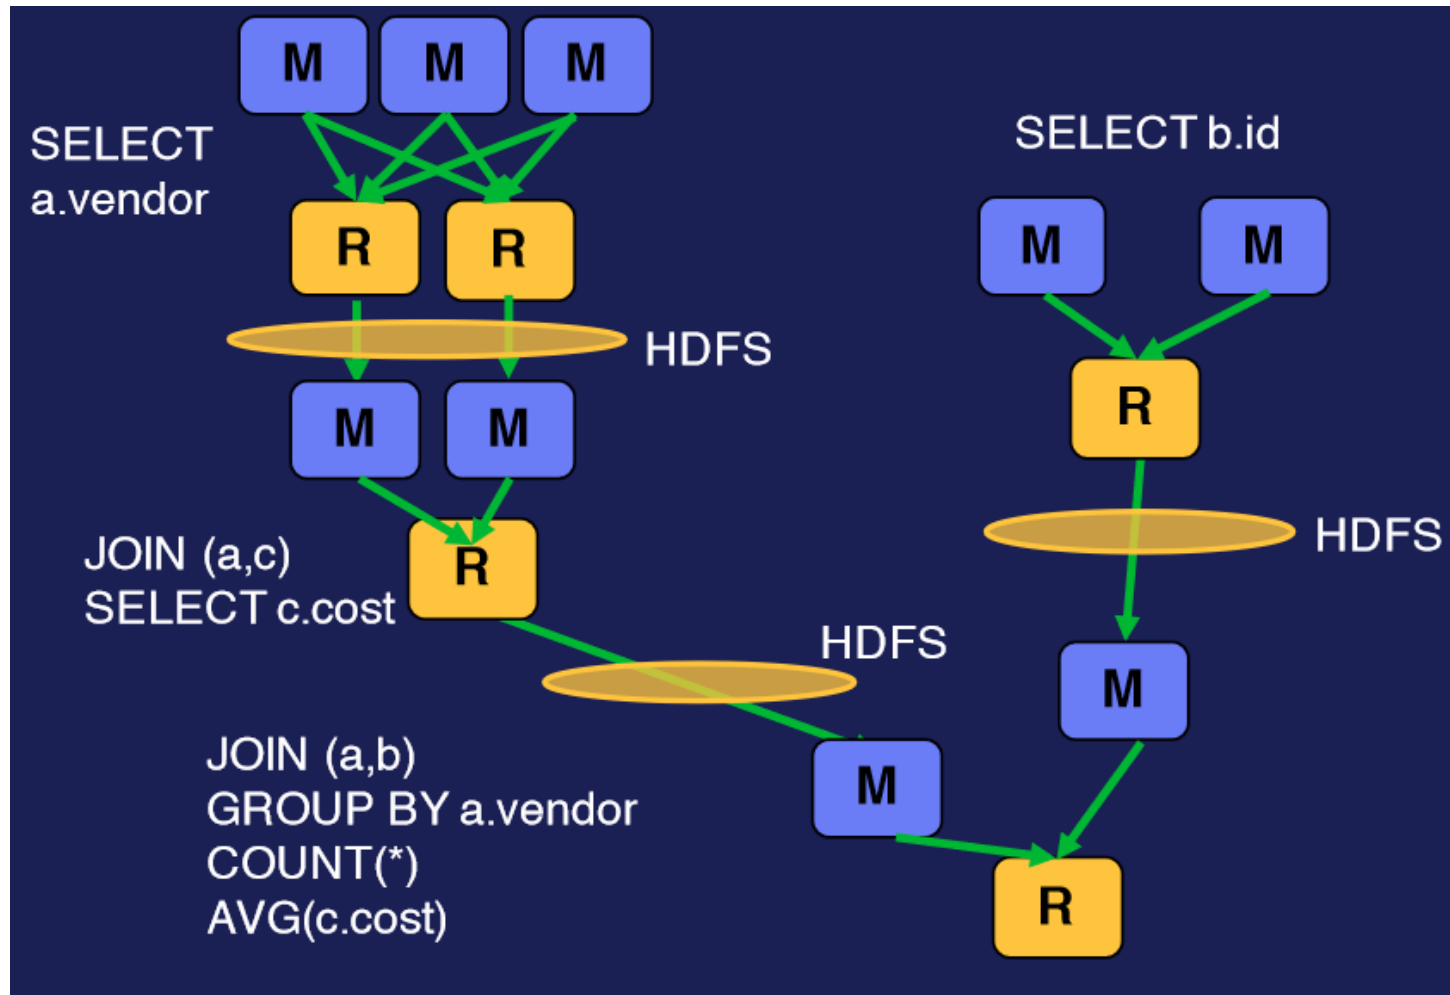 M M M
SELECT
a.vendor
SELECT b.id
R R
M M
HDFS
R
M M
HDFS
JOIN (a,c)
SELECT c.cost
R
HDFS
M
JOIN (a,b)
GROUP BY a.vendor
COUNT(*)
AVG(c.cost)
M
R